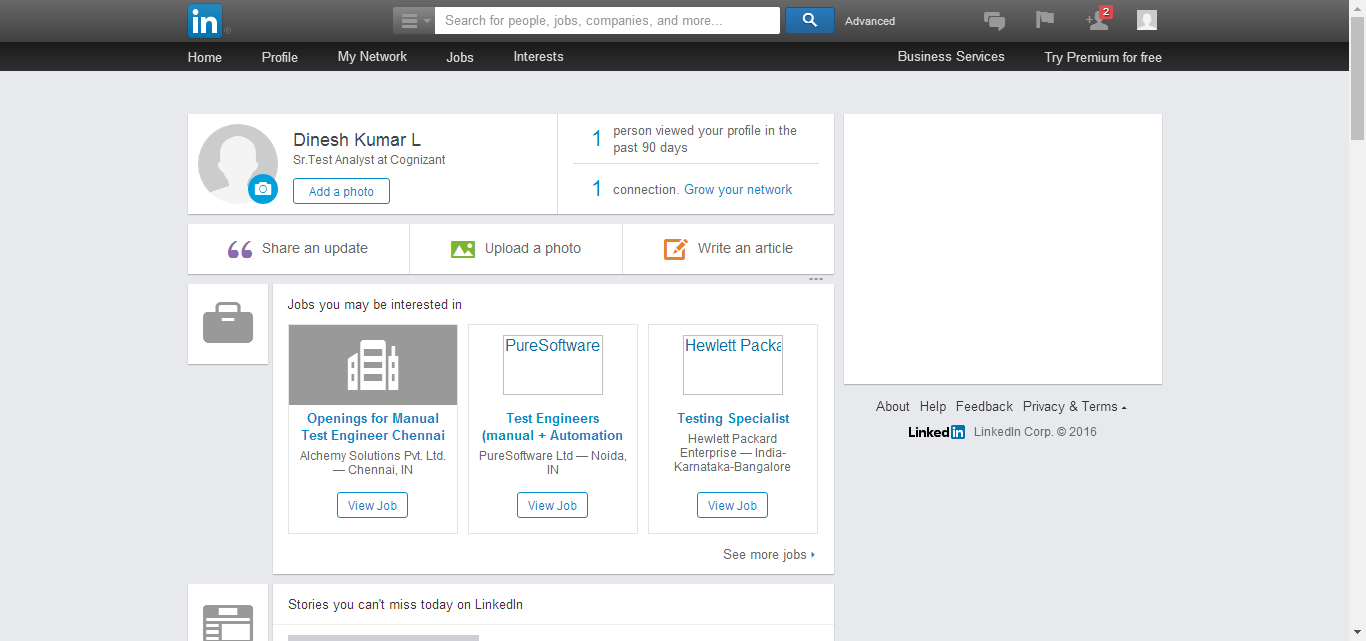 in ®
Search for people, jobs, companies, and more...
Advanced
2
Home Profile My Network Jobs Interests Business Services Try Premium for free
Dinesh Kumar L
Sr.Test Analyst at Cognizant
Add a photo
1 person viewed your profile in the
past 90 days
1 connection. Grow your network
Share an update
Upload a photo
Write an article
Jobs you may be interested in
Openings for Manual
Test Engineer Chennai
Alchemy Solutions Pvt. Ltd.
— Chennai, IN
View Job
PureSoftware
Test Engineers
(manual + Automation
PureSoftware Ltd — Noida,
IN
View Job
Hewlett Packa
Testing Specialist
Hewlett Packard
Enterprise — India-
Karnataka-Bangalore
View Job
See more jobs
Stories you can't miss today on LinkedIn
About Help Feedback Privacy & Terms
Linked in LinkedIn Corp. © 2016